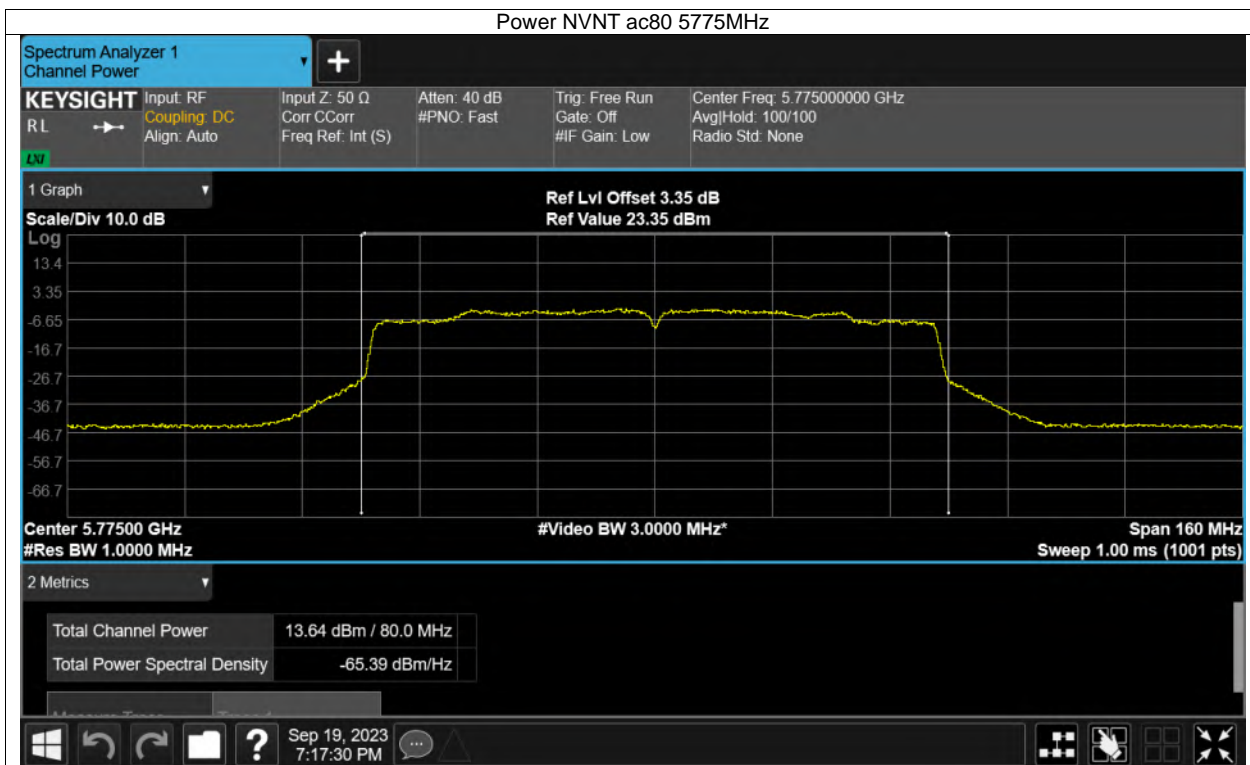 Power NVNT ac80 5775MHz
Spectrum Analyzer 1
Channel Power
KEYSIGHT
RL
LXI
Input: RF
Coupling: DC
Align: Auto
Input Z: 50 Ω
Corr CCorr
Freq Ref: Int (S)
Atten: 40 dB
#PNO: Fast
Trig: Free Run
Gate: Off
#IF Gain: Low
Center Freq: 5.775000000 GHz
Avg|Hold: 100/100
Radio Std: None
1 Graph
Scale/Div 10.0 dB
Ref Lvl Offset 3.35 dB
Ref Value 23.35 dBm
Log
13.4
3.35
-6.65
-16.7
-26.7
-36.7
-46.7
-56.7
-66.7
Center 5.77500 GHz
#Video BW 3.0000 MHz*
Span 160 MHz
#Res BW 1.0000 MHz
Sweep 1.00 ms (1001 pts)
2 Metrics
Total Channel Power 13.64 dBm / 80.0 MHz
Total Power Spectral Density -65.39 dBm/Hz
Sep 19, 2023
7:17:30 PM